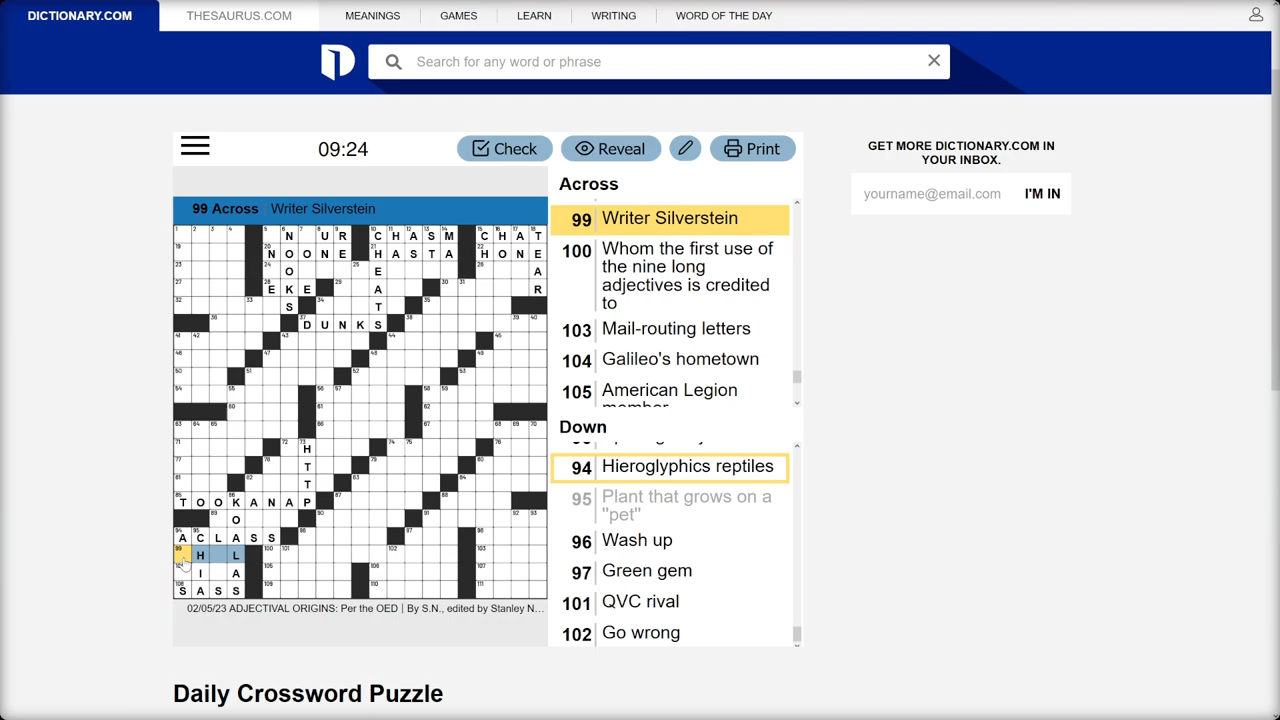 DICTIONARY.COM
THESAURUS.COM
MEANINGS
GAMES
LEARN
WRITING
WORD OF THE DAY
Search for any word or phrase
09:24
Check
Reveal
Print
99 Across Writer Silverstein
U R C H A S M C H A T
N O O N E H A S T A H O N E
E K E
D U N K S
T O O K A N A P
A C L A S S
S A S S
02/05/23 ADJECTIVAL ORIGINS: Per the OED | By S.N., edited by Stanley N...
Across
99 Writer Silverstein
100 Whom the first use of
the nine long
adjectives is credited
to
103 Mail-routing letters
104 Galileo's hometown
105 American Legion
Down
94 Hieroglyphics reptiles
95 Plant that grows on a
"pet"
96 Wash up
97 Green gem
101 QVC rival
102 Go wrong
GET MORE DICTIONARY.COM IN
YOUR INBOX.
yourname@email.com I'M IN
Daily Crossword Puzzle